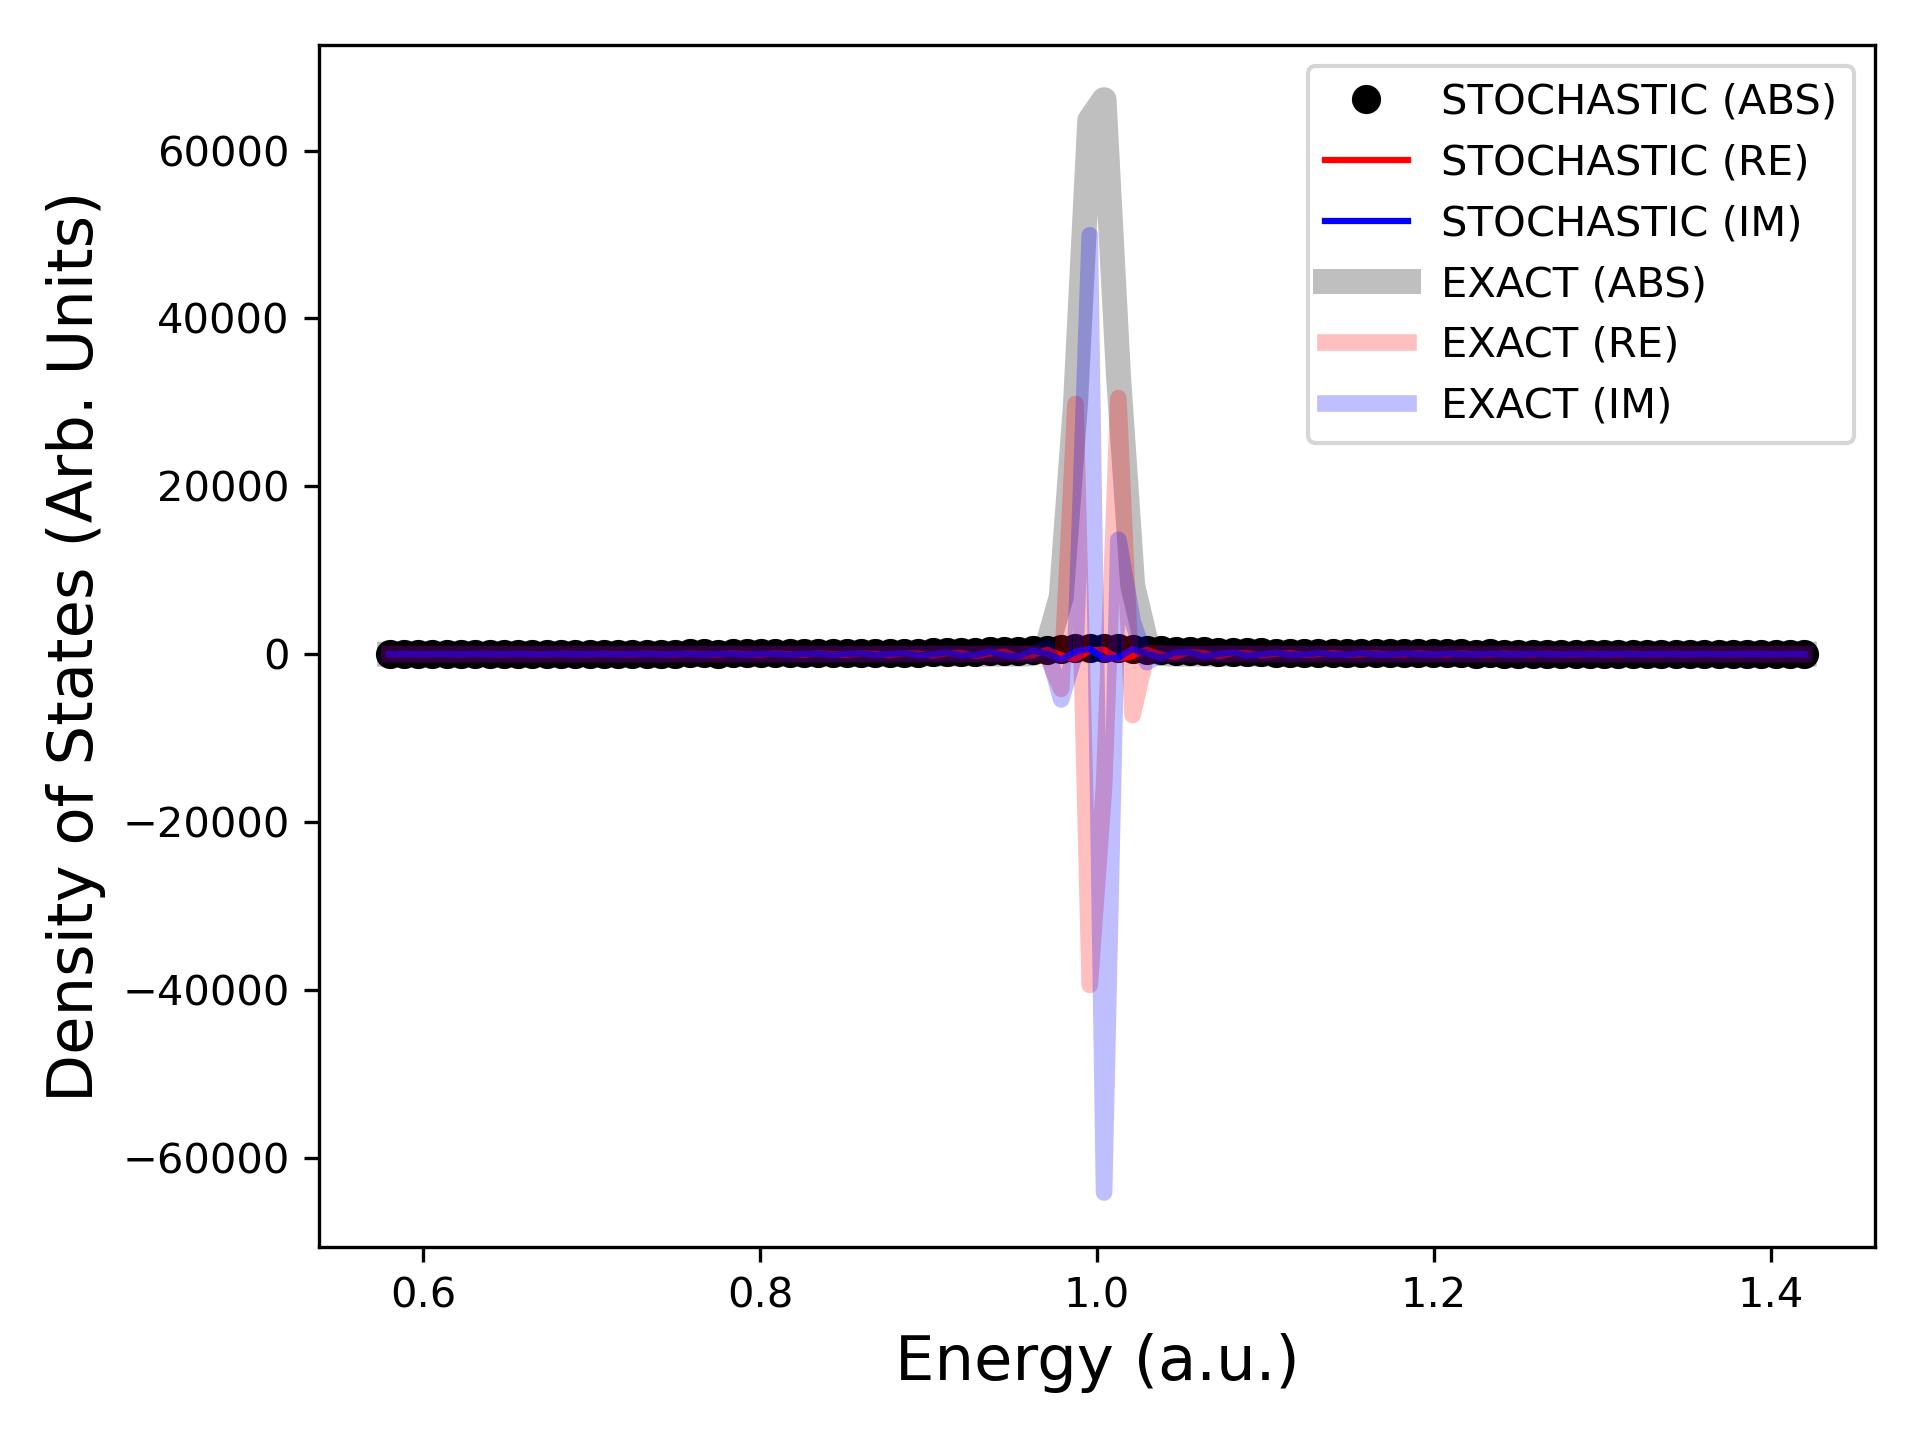 STOCHASTIC (ABS)
STOCHASTIC (RE)
STOCHASTIC (IM)
EXACT (ABS)
EXACT (RE)
EXACT (IM)
60000
40000
20000
0
−20000
−40000
−60000
Density of States (Arb. Units)
0.6
0.8
1.0
1.2
1.4
Energy (a.u.)